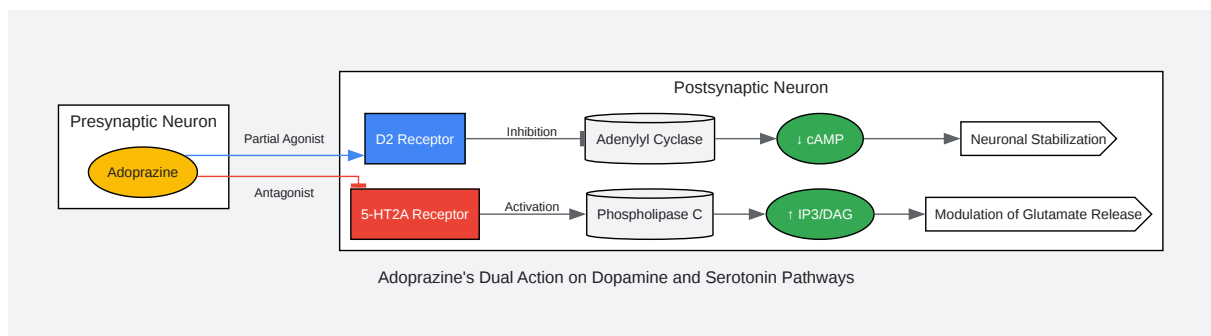 Postsynaptic Neuron
Presynaptic Neuron
Adoprazine
Partial Agonist
Antagonist
D2 Receptor
Inhibition
Adenylyl Cyclase
↓ cAMP
Neuronal Stabilization
5-HT2A Receptor
Activation
Phospholipase C
↑ IP3/DAG
Modulation of Glutamate Release
Adoprazine's Dual Action on Dopamine and Serotonin Pathways